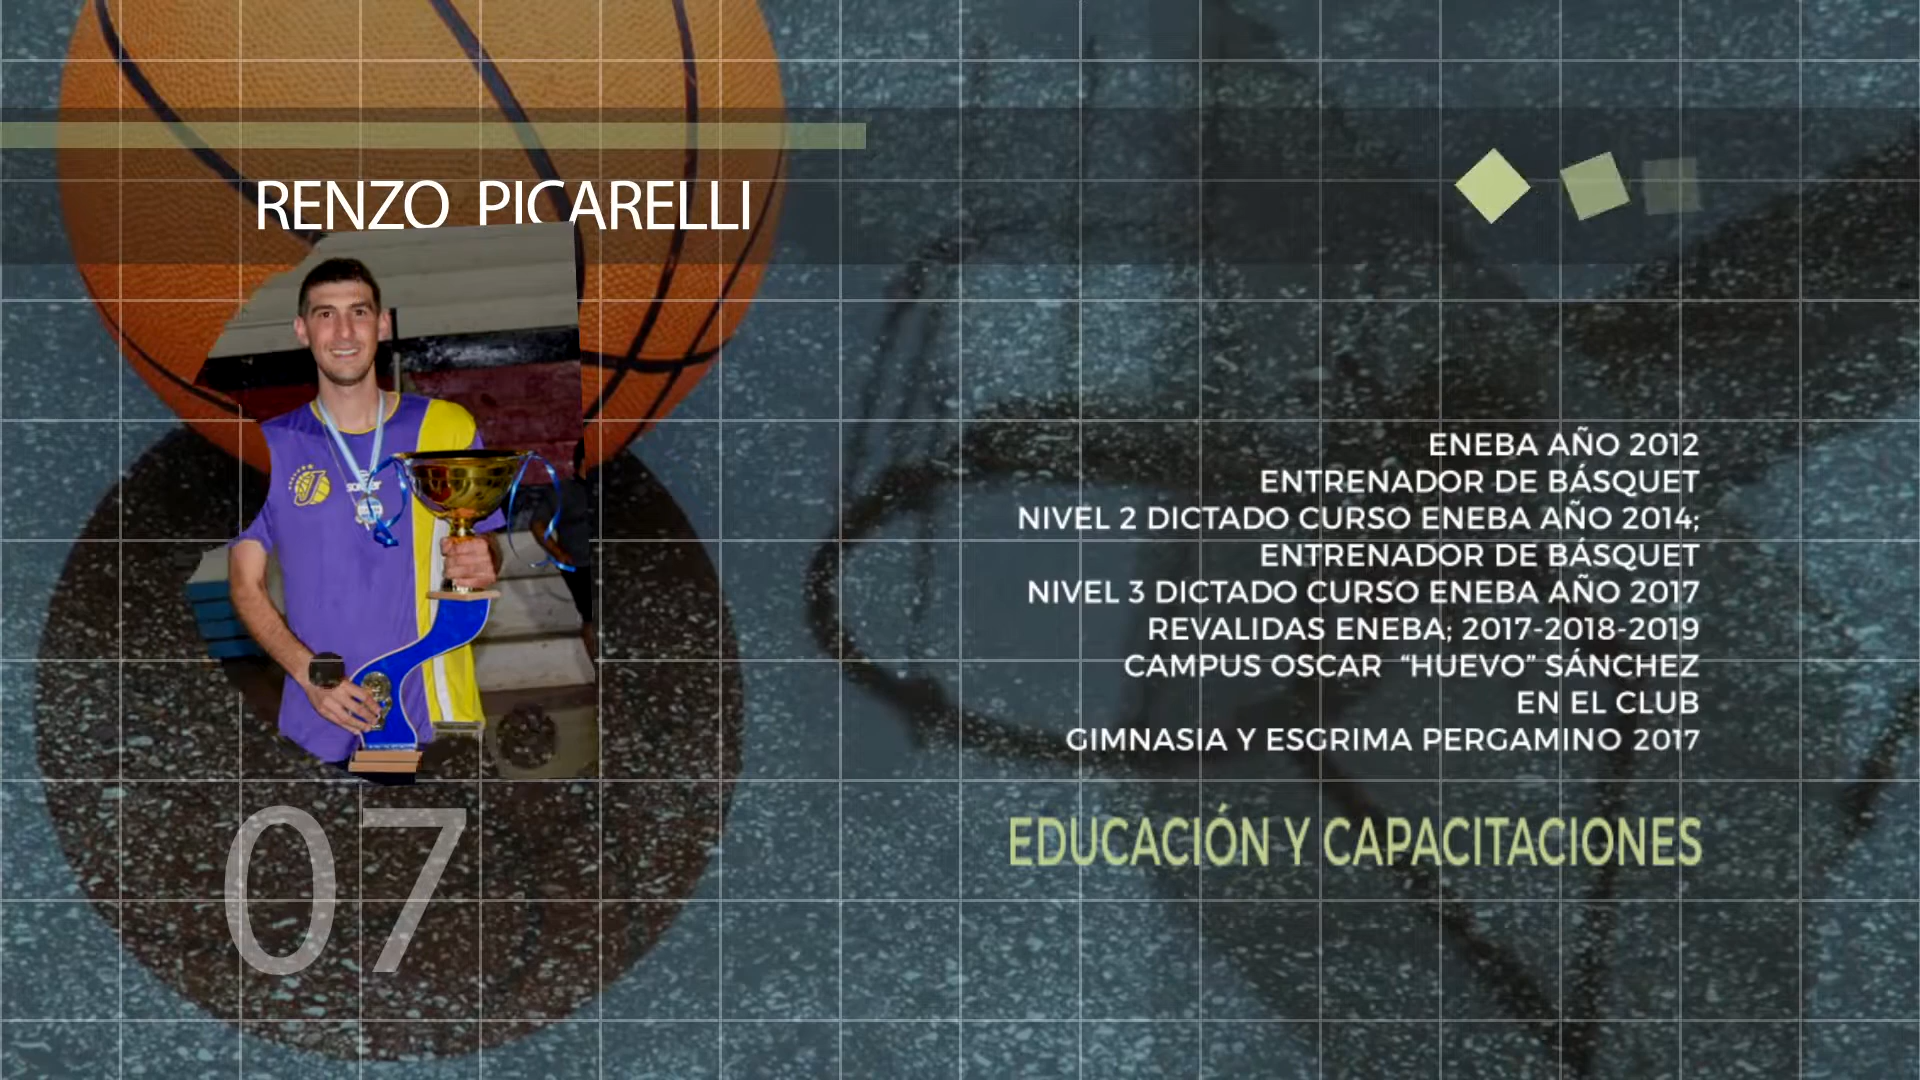 RENZO PICARELLI
ENEBA AÑO 2012
ENTRENADOR DE BÁSQUET
NIVEL 2 DICTADO CURSO ENEBA AÑO 2014;
ENTRENADOR DE BÁSQUET
NIVEL 3 DICTADO CURSO ENEBA AÑO 2017
REVALIDAS ENEBA; 2017-2018-2019
CAMPUS OSCAR “HUEVO” SÁNCHEZ
EN EL CLUB
GIMNASIA Y ESGRIMA PERGAMINO 2017
07
EDUCACIÓN Y CAPACITACIONES